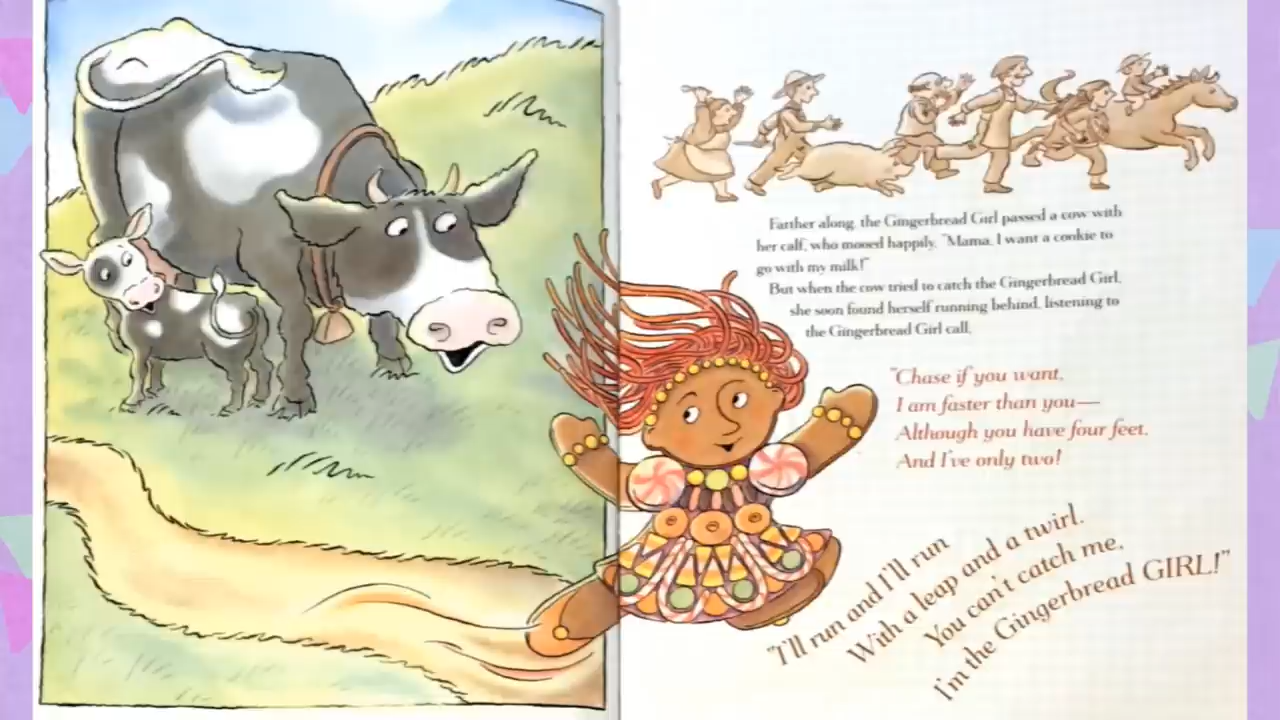 Farther along, the Gingerbread Girl passed a cow with
her calf, who mooed happily, "Mama, I want a cookie to
go with my milk!"
But when the cow tried to catch the Gingerbread Girl,
she soon found herself running behind, listening to
the Gingerbread Girl call,
"Chase if you want,
I am faster than you—
Although you have four feet,
And I've only two!
"I'll run and I'll run
With a leap and a twirl.
You can't catch me,
I'm the Gingerbread GIRL!"